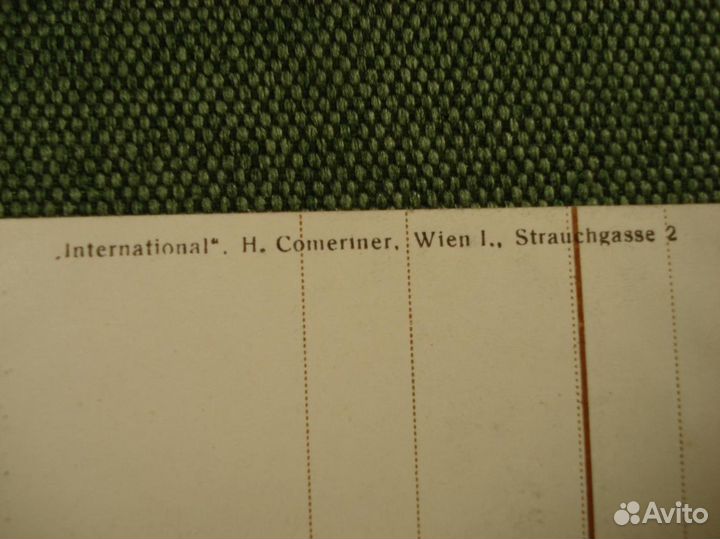 „International“. H. Comeriner, Wien I., Strauchgasse 2
Avito